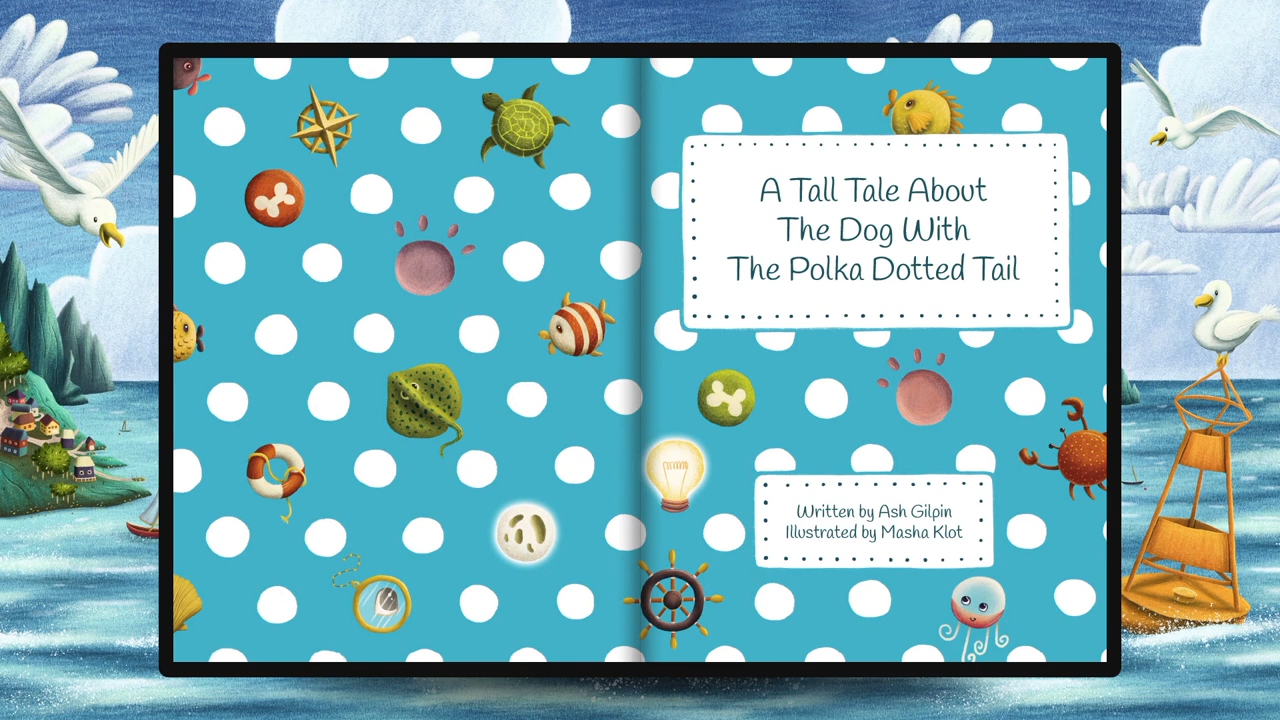 A Tall Tale About
The Dog With
The Polka Dotted Tail
Written by Ash Gilpin
Illustrated by Masha Klot